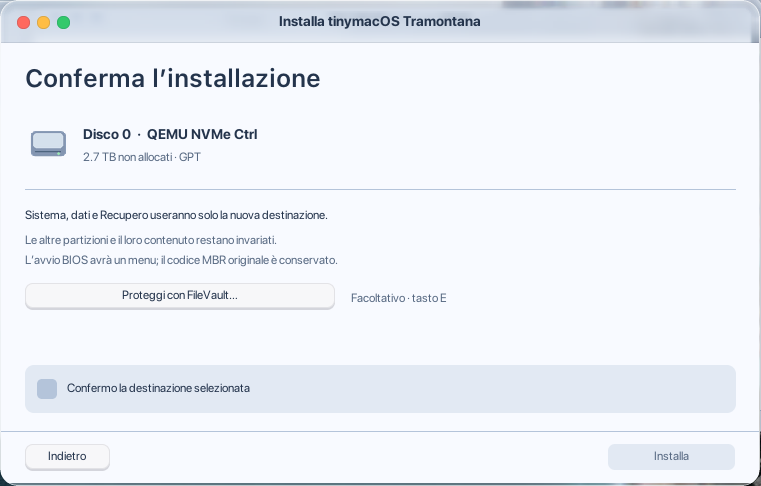 Installa tinymacOS Tramontana
Conferma l’installazione
Disco 0 · QEMU NVMe Ctrl
2.7 TB non allocati · GPT
Sistema, dati e Recupero useranno solo la nuova destinazione.
Le altre partizioni e il loro contenuto restano invariati.
L’avvio BIOS avrà un menu; il codice MBR originale è conservato.
Proteggi con FileVault...
Facoltativo · tasto E
Confermo la destinazione selezionata
Indietro
Installa